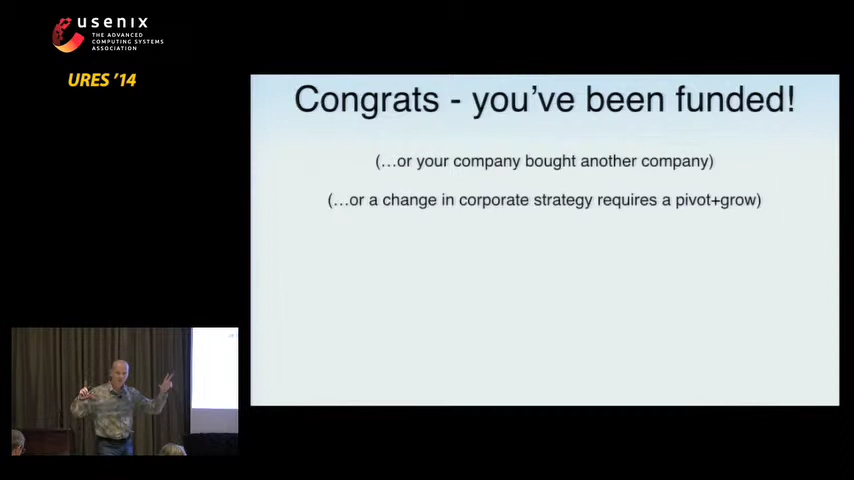 usenix
THE ADVANCED
COMPUTING SYSTEMS
ASSOCIATION
URES '14
Congrats - you've been funded!
(...or your company bought another company)
(...or a change in corporate strategy requires a pivot+grow)